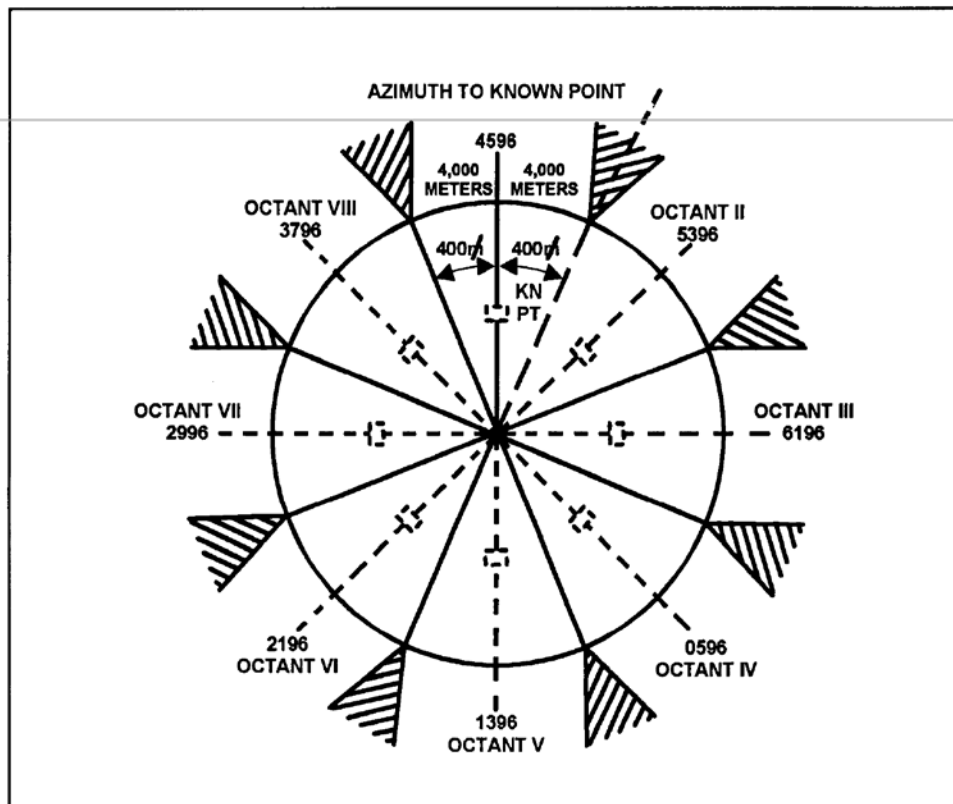 AZIMUTH TO KNOWN POINT
4596
4,000 4,000
METERS METERS
OCTANT VIII
3796
OCTANT II
5396
400m 400m
KN
PT
OCTANT VII
2996
OCTANT III
6196
2196
OCTANT VI
0596
OCTANT IV
1396
OCTANT V